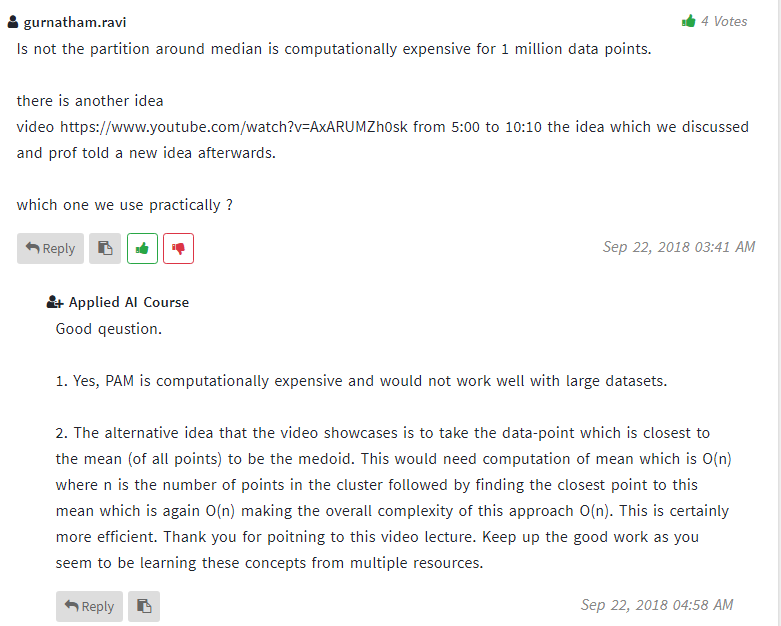 gurnatham.ravi
4 Votes
Is not the partition around median is computationally expensive for 1 million data points.
there is another idea
video https://www.youtube.com/watch?v=AxARUMZh0sk from 5:00 to 10:10 the idea which we discussed
and prof told a new idea afterwards.
which one we use practically ?
Reply
Sep 22, 2018 03:41 AM
Applied AI Course
Good qeustion.
1. Yes, PAM is computationally expensive and would not work well with large datasets.
2. The alternative idea that the video showcases is to take the data-point which is closest to
the mean (of all points) to be the medoid. This would need computation of mean which is O(n)
where n is the number of points in the cluster followed by finding the closest point to this
mean which is again O(n) making the overall complexity of this approach O(n). This is certainly
more efficient. Thank you for poitning to this video lecture. Keep up the good work as you
seem to be learning these concepts from multiple resources.
Reply
Sep 22, 2018 04:58 AM